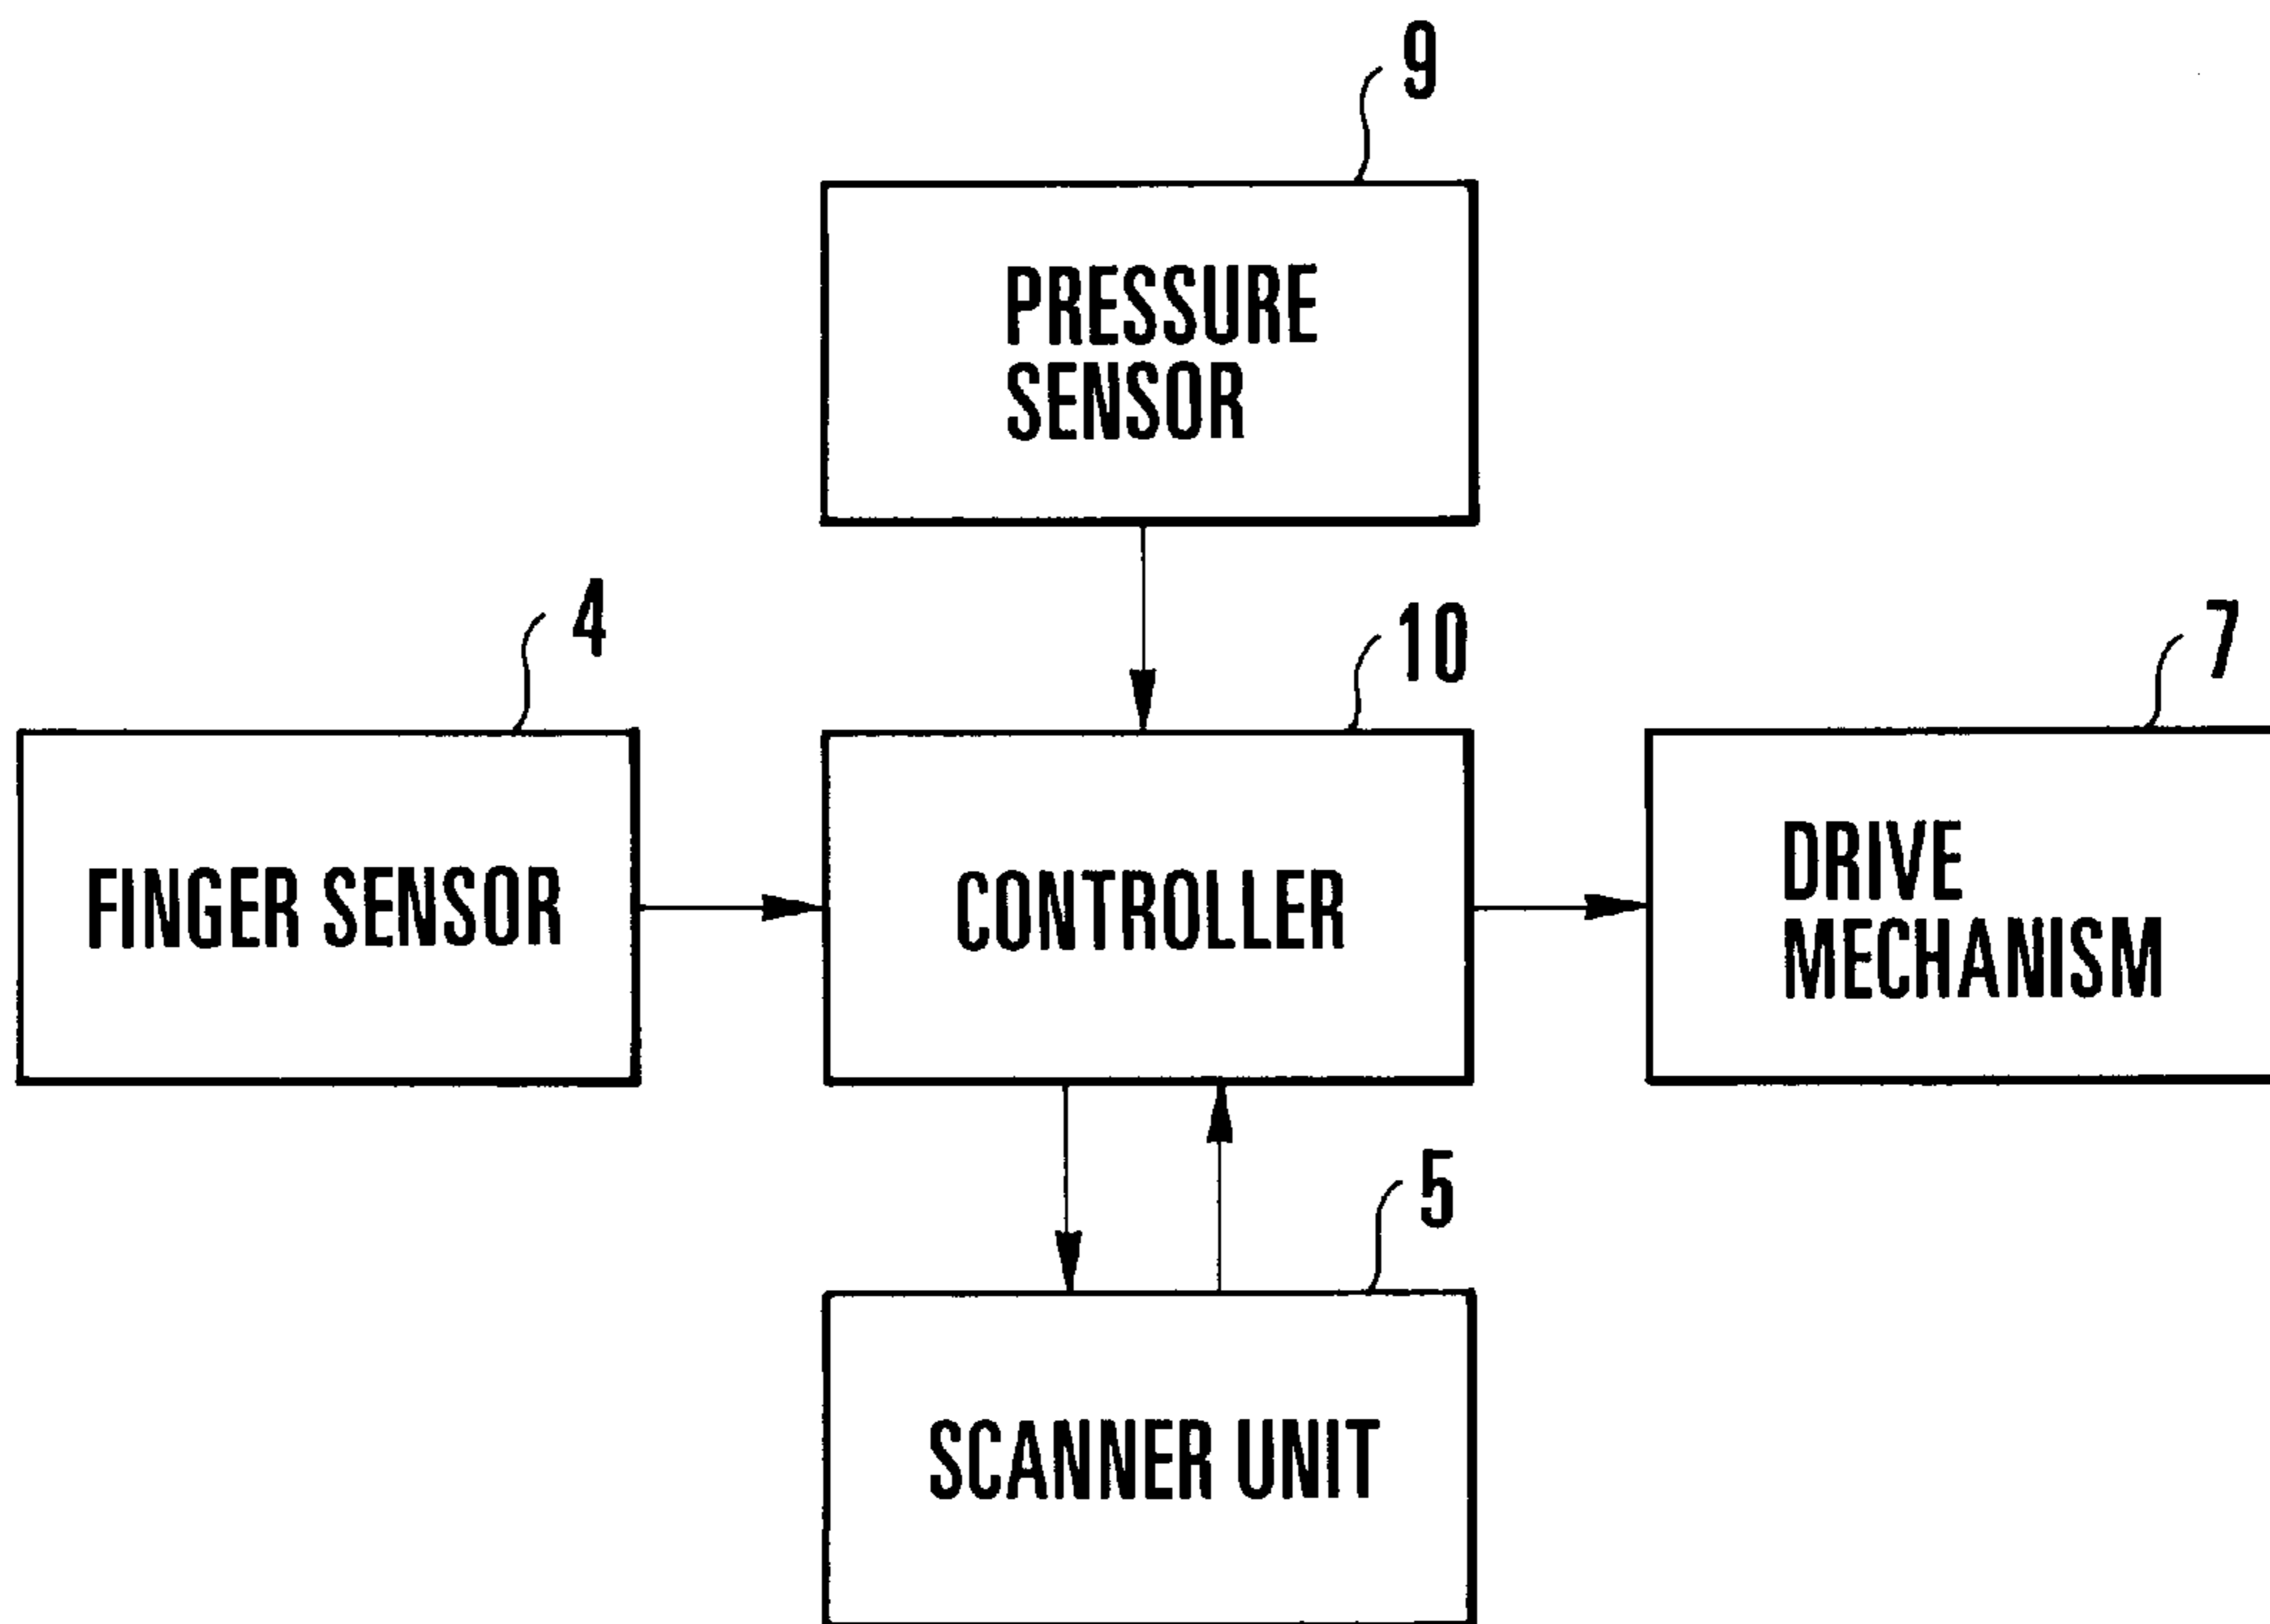 9
PRESSURE
SENSOR
4
10
7
FINGER SENSOR
CONTROLLER
DRIVE
MECHANISM
5
SCANNER UNIT